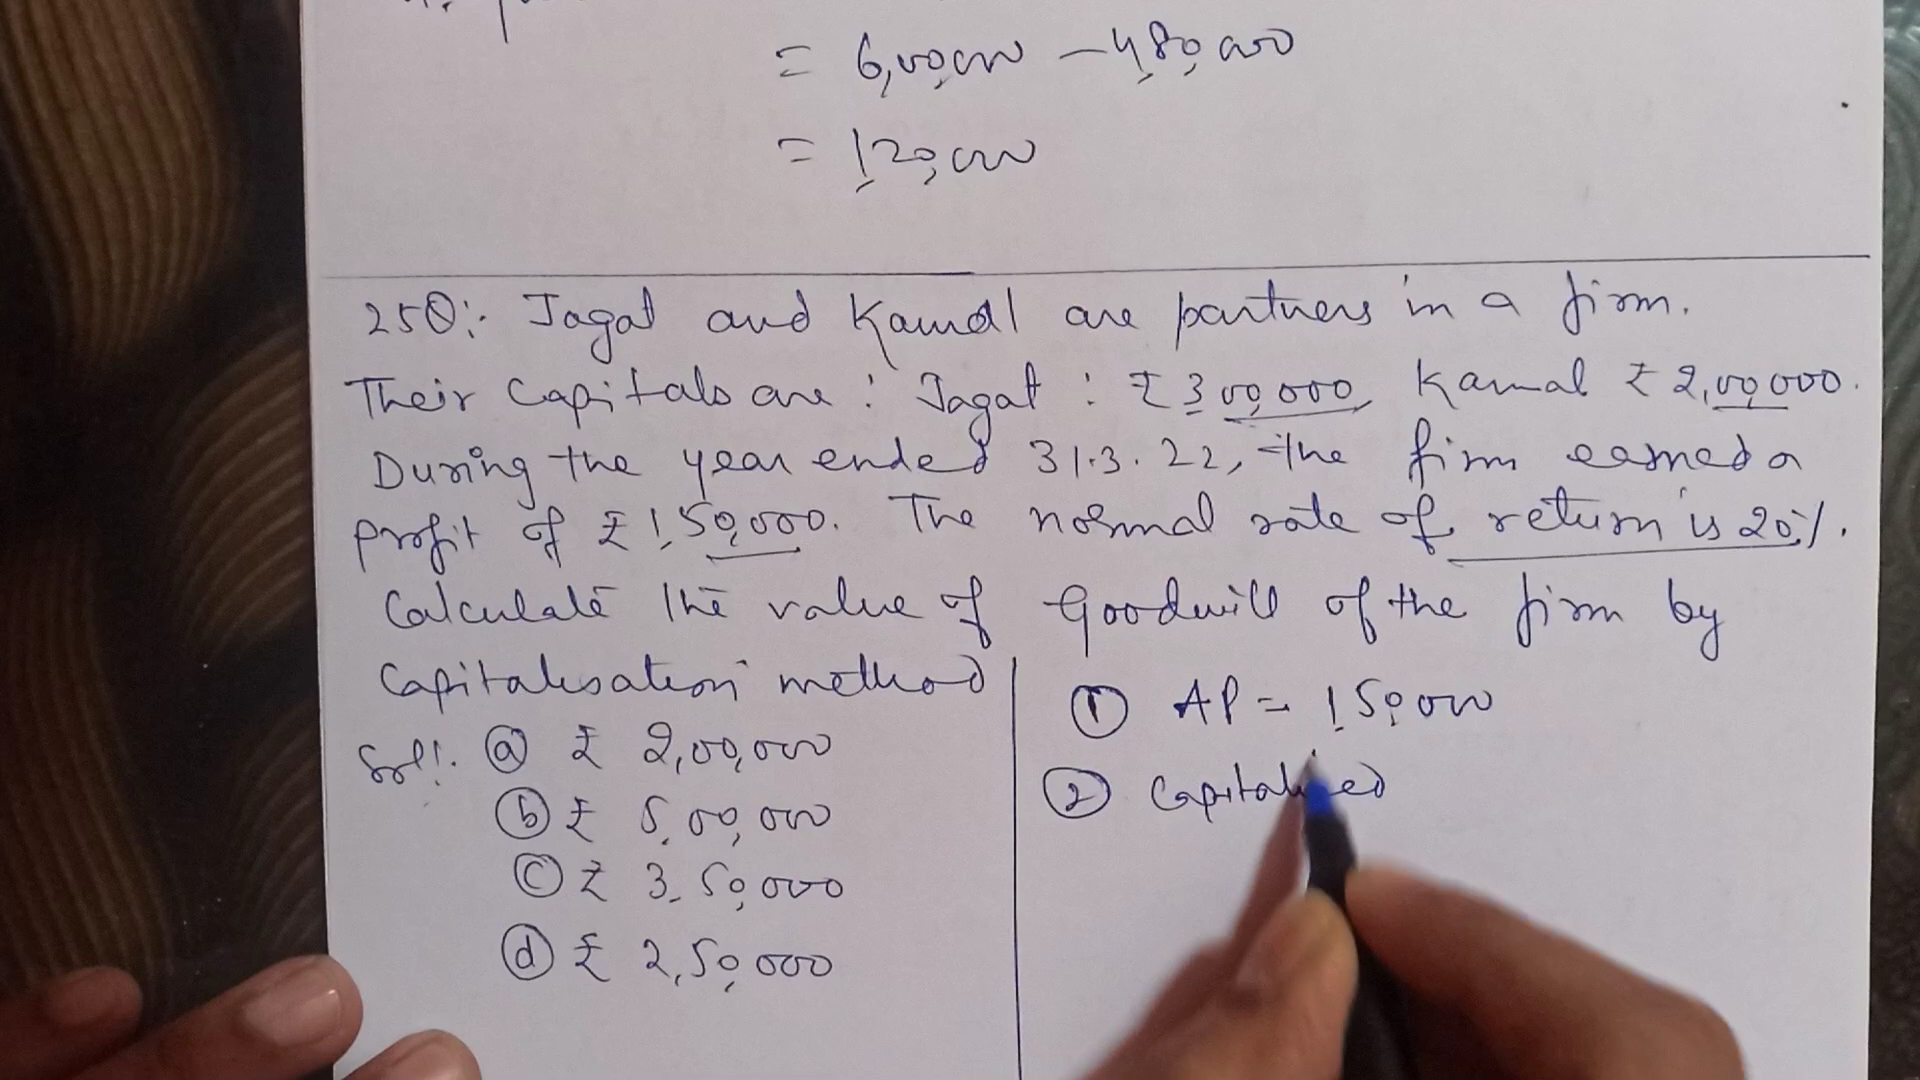 = 6,00,000 - 4,80,000
= 1,20,000
25Q:- Jagat and Kamal are partners in a firm.
Their Capitals are : Jagat : ₹ 3,00,000, Kamal ₹ 2,00,000.
During the year ended 31.3.22, the firm earned a
profit of ₹ 1,50,000. The normal rate of return is 20%.
Calculate the value of Goodwill of the firm by
Capitalisation method
Sol:. (a) ₹ 2,00,000
(b) ₹ 5,00,000
(c) ₹ 3,50,000
(d) ₹ 2,50,000
(1) AP = 1,50,000
(2) Capitalised